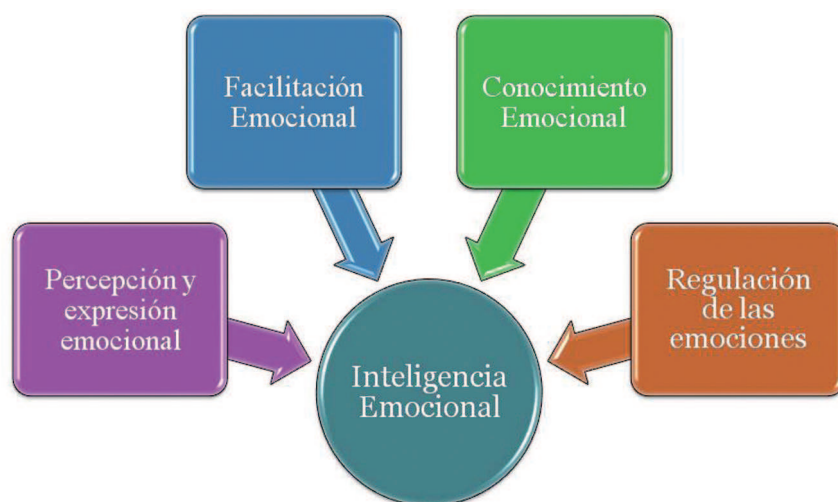 Facilitación
Emocional
Conocimiento
Emocional
Percepción y
expresión
emocional
Regulación
de las
emociones
Inteligencia
Emocional